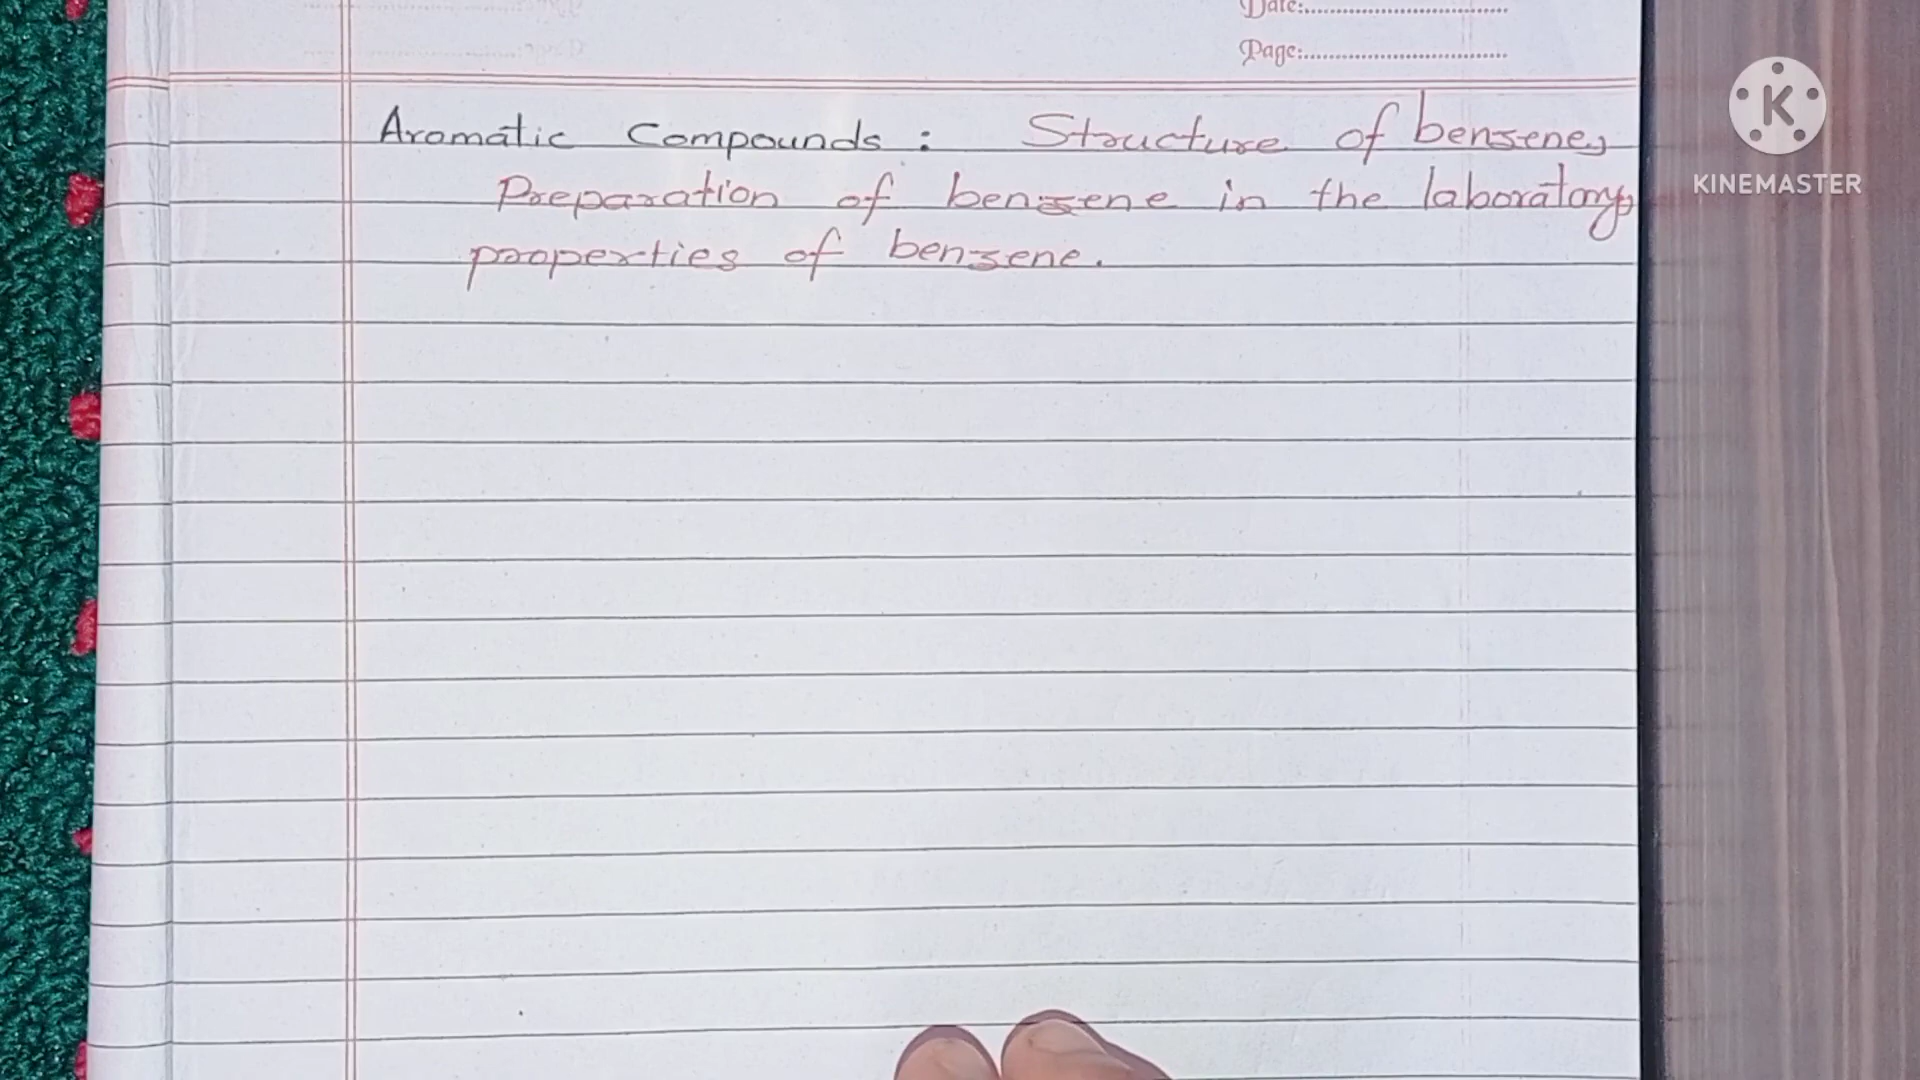 Date:
Page:
Aromatic Compounds : Structure of benzene,
Preparation of benzene in the laboratory,
properties of benzene.
K
KINEMASTER